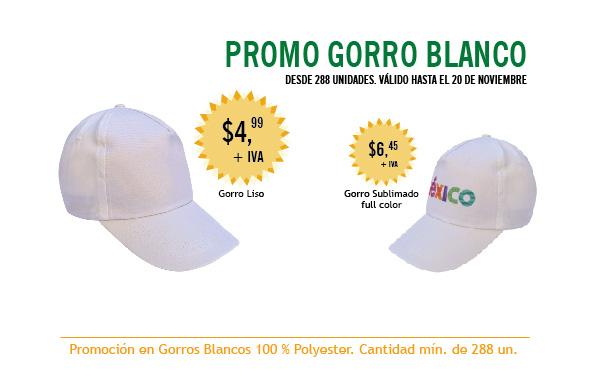 PROMO GORRO BLANCO
DESDE 288 UNIDADES. VÁLIDO HASTA EL 20 DE NOVIEMBRE
$4,99
+ IVA
Gorro Liso
$6,45
+ IVA
Gorro Sublimado
full color
éXICO
Promoción en Gorros Blancos 100 % Polyester. Cantidad mín. de 288 un.